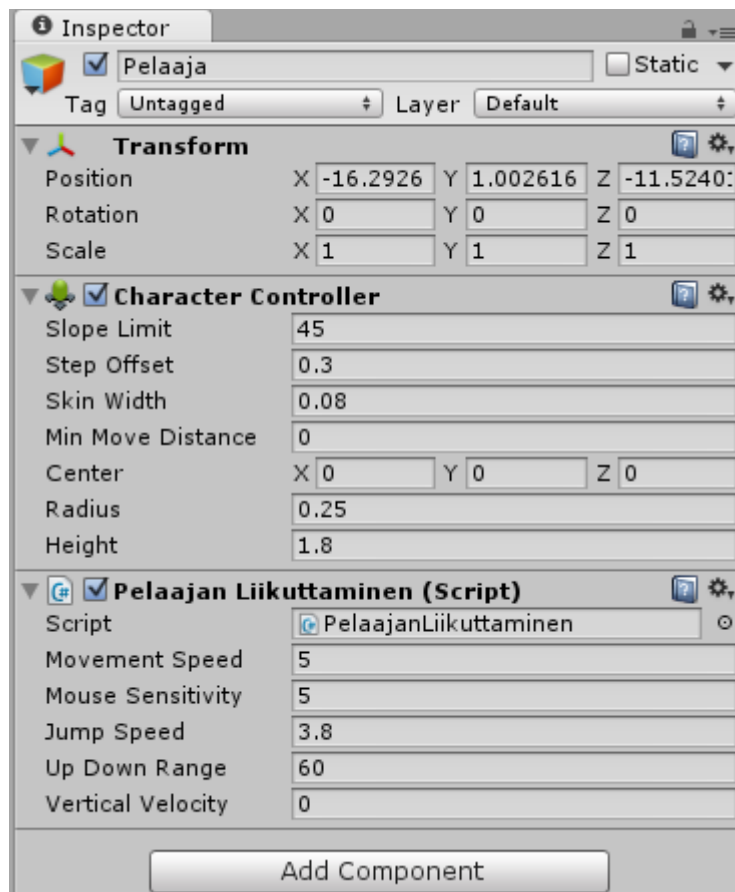 Inspector
Pelaaja Static
Tag Untagged Layer Default
Transform
Position X -16.2926 Y 1.002616 Z -11.52401
Rotation X 0 Y 0 Z 0
Scale X 1 Y 1 Z 1
Character Controller
Slope Limit 45
Step Offset 0.3
Skin Width 0.08
Min Move Distance 0
Center X 0 Y 0 Z 0
Radius 0.25
Height 1.8
Pelaajan Liikuttaminen (Script)
Script PelaajanLiikuttaminen
Movement Speed 5
Mouse Sensitivity 5
Jump Speed 3.8
Up Down Range 60
Vertical Velocity 0
Add Component